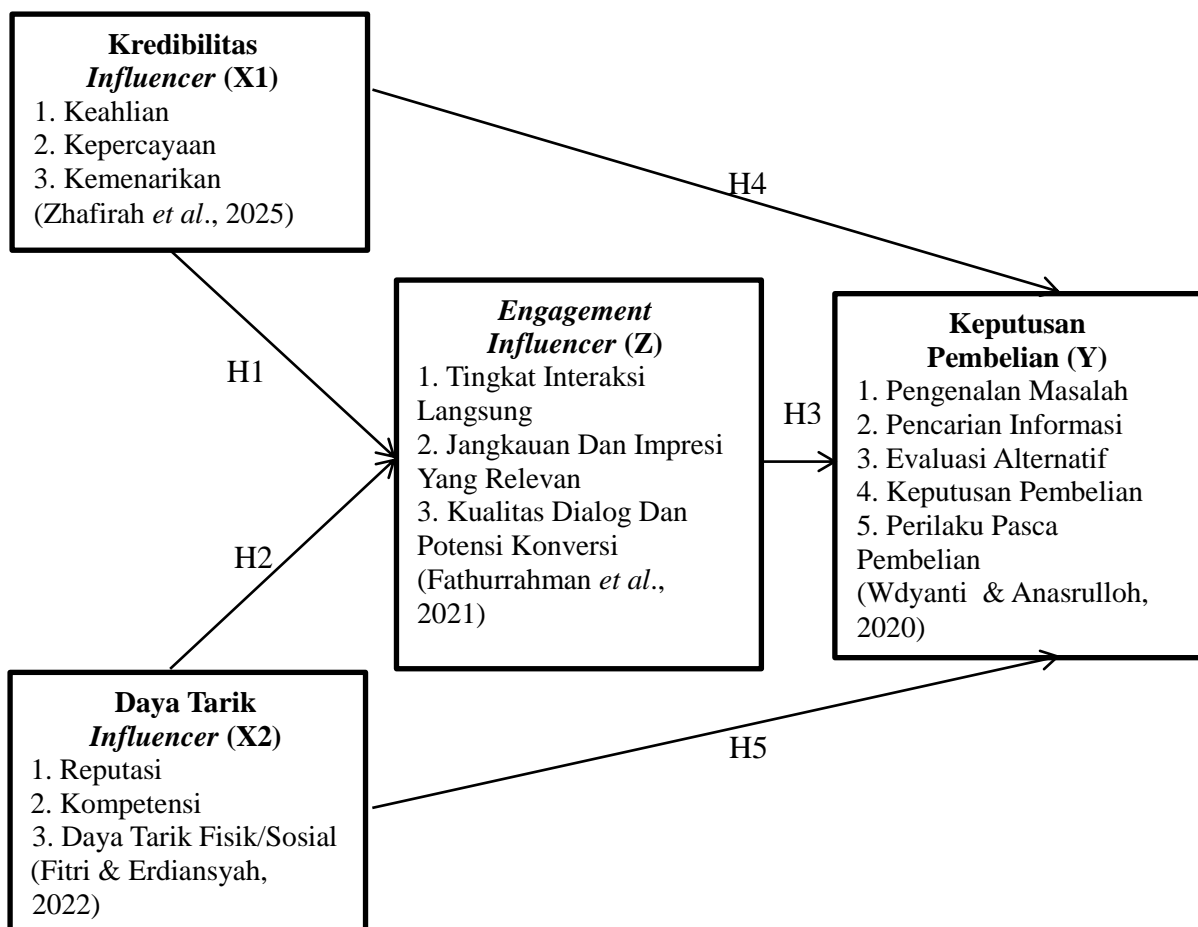 Kredibilitas
Influencer (X1)
1. Keahlian
2. Kepercayaan
3. Kemenarikan
(Zhafirah et al., 2025)
H4
H1
Engagement
Influencer (Z)
1. Tingkat Interaksi
Langsung
2. Jangkauan Dan Impresi
Yang Relevan
3. Kualitas Dialog Dan
Potensi Konversi
(Fathurrahman et al.,
2021)
H3
Keputusan
Pembelian (Y)
1. Pengenalan Masalah
2. Pencarian Informasi
3. Evaluasi Alternatif
4. Keputusan Pembelian
5. Perilaku Pasca
Pembelian
(Wdyanti & Anasrulloh,
2020)
H2
Daya Tarik
Influencer (X2)
1. Reputasi
2. Kompetensi
3. Daya Tarik Fisik/Sosial
(Fitri & Erdiansyah,
2022)
H5